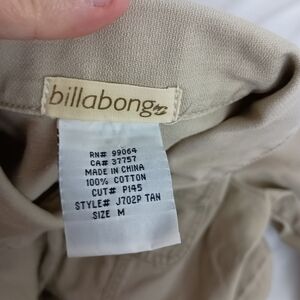 billabong
RN# 99064
CA# 37757
MADE IN CHINA
100% COTTON
CUT# P145
STYLE# J702P TAN
SIZE M